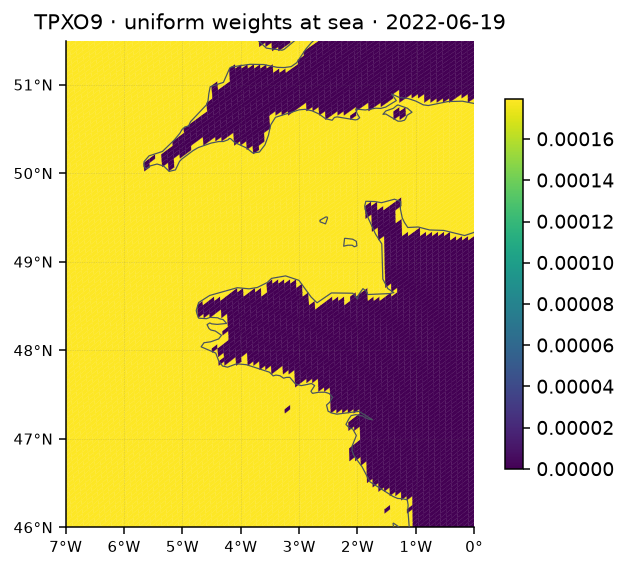 TPXO9 · uniform weights at sea · 2022-06-19
51°N
50°N
49°N
48°N
47°N
46°N
7°W 6°W 5°W 4°W 3°W 2°W 1°W 0°
0.00016
0.00014
0.00012
0.00010
0.00008
0.00006
0.00004
0.00002
0.00000